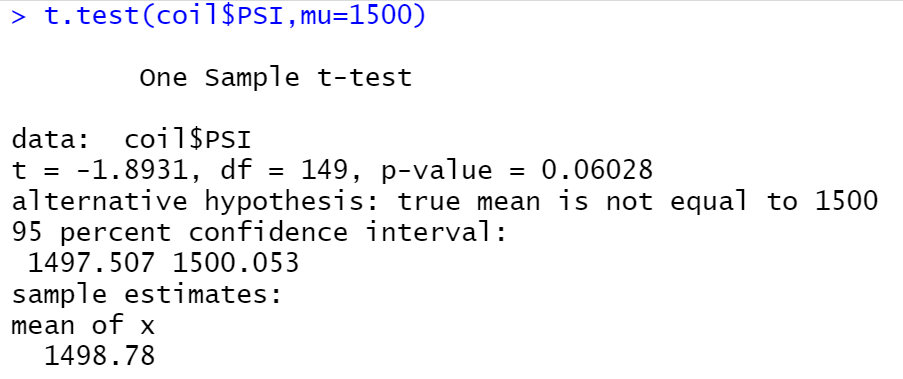 > t.test(coil$PSI,mu=1500)
One Sample t-test
data:  coil$PSI
t = -1.8931, df = 149, p-value = 0.06028
alternative hypothesis: true mean is not equal to 1500
95 percent confidence interval:
1497.507 1500.053
sample estimates:
mean of x
1498.78